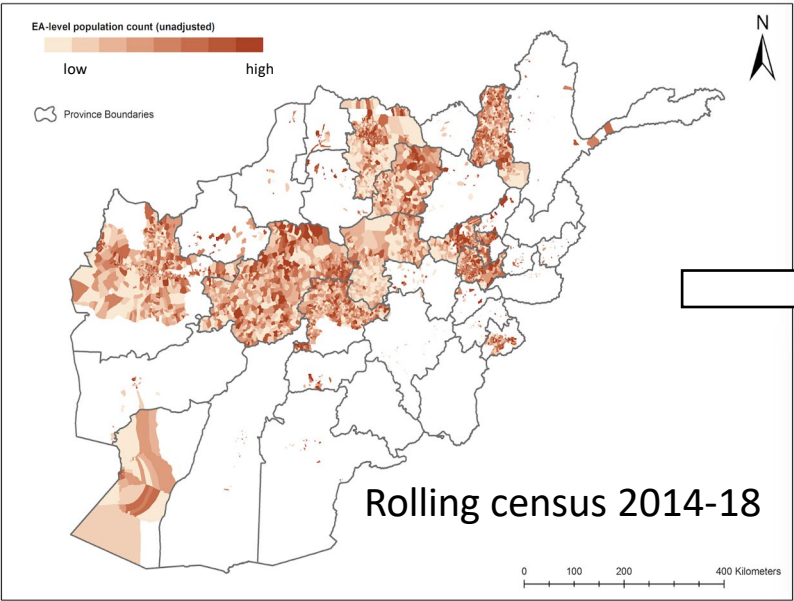 EA-level population count (unadjusted)
low high
Province Boundaries
N
Rolling census 2014-18
0 100 200 400 Kilometers